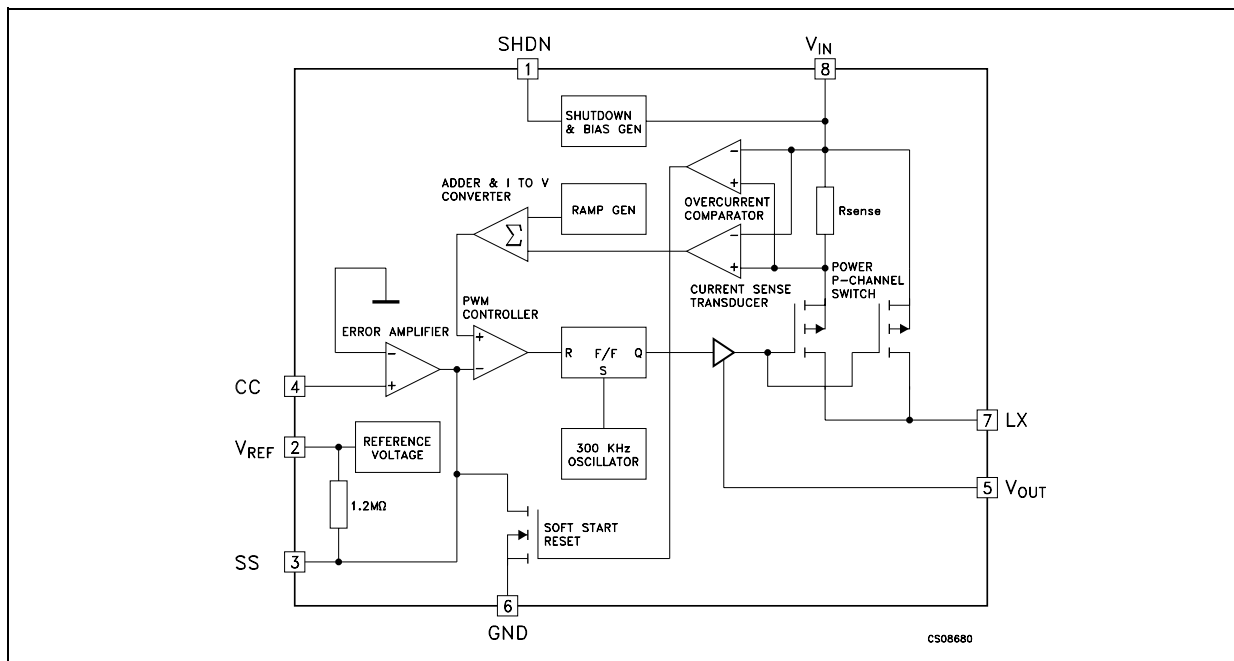 SHDN
VIN
1
8
SHUTDOWN
& BIAS GEN
ADDER & I TO V
CONVERTER
RAMP GEN
-
+
OVERCURRENT
COMPARATOR
Rsense
Σ
-
+
CURRENT SENSE
TRANSDUCER
POWER
P-CHANNEL
SWITCH
PWM
CONTROLLER
ERROR AMPLIFIER
-
+
+
-
R F/F Q
S
CC
4
VREF
2
REFERENCE
VOLTAGE
300 KHz
OSCILLATOR
7
LX
1.2MΩ
5
VOUT
SOFT START
RESET
SS
3
6
GND
CS08680